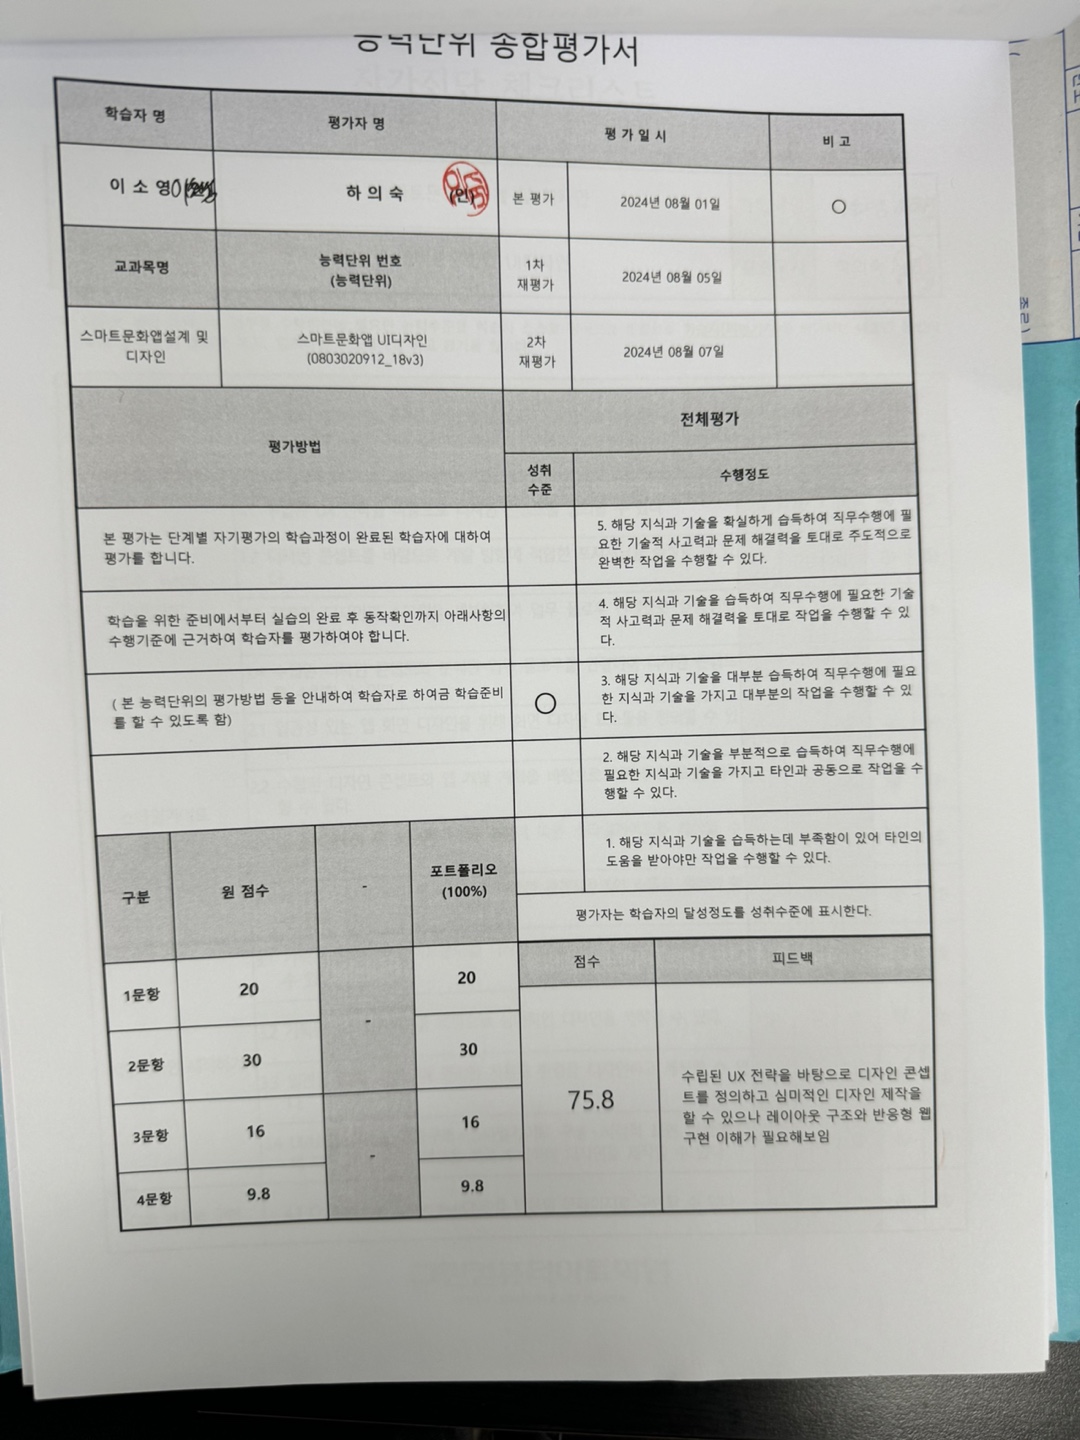 능력단위 종합평가서
학습자 명
평가자 명
평 가 일 시
비 고
이 소 영
하 의 숙
(인)
본 평가
2024년 08월 01일
○
교과목명
능력단위 번호
(능력단위)
1차
재평가
2024년 08월 05일
스마트문화앱설계 및
디자인
스마트문화앱 UI디자인
(0803020912_18v3)
2차
재평가
2024년 08월 07일
평가방법
전체평가
성취
수준
수행정도
본 평가는 단계별 자기평가의 학습과정이 완료된 학습자에 대하여
평가를 합니다.
5. 해당 지식과 기술을 확실하게 습득하여 직무수행에 필
요한 기술적 사고력과 문제 해결력을 토대로 주도적으로
완벽한 작업을 수행할 수 있다.
학습을 위한 준비에서부터 실습의 완료 후 동작확인까지 아래사항의
수행기준에 근거하여 학습자를 평가하여야 합니다.
4. 해당 지식과 기술을 습득하여 직무수행에 필요한 기술
적 사고력과 문제 해결력을 토대로 작업을 수행할 수 있
다.
( 본 능력단위의 평가방법 등을 안내하여 학습자로 하여금 학습준비
를 할 수 있도록 함)
○
3. 해당 지식과 기술을 대부분 습득하여 직무수행에 필요
한 지식과 기술을 가지고 대부분의 작업을 수행할 수 있
다.
2. 해당 지식과 기술을 부분적으로 습득하여 직무수행에
필요한 지식과 기술을 가지고 타인과 공동으로 작업을 수
행할 수 있다.
1. 해당 지식과 기술을 습득하는데 부족함이 있어 타인의
도움을 받아야만 작업을 수행할 수 있다.
평가자는 학습자의 달성정도를 성취수준에 표시한다.
구분
원 점수
-
포트폴리오
(100%)
점수
피드백
1문항
20
-
20
2문항
30
30
3문항
16
-
16
4문항
9.8
9.8
75.8
수립된 UX 전략을 바탕으로 디자인 콘셉
트를 정의하고 심미적인 디자인 제작을
할 수 있으나 레이아웃 구조와 반응형 웹
구현 이해가 필요해보임